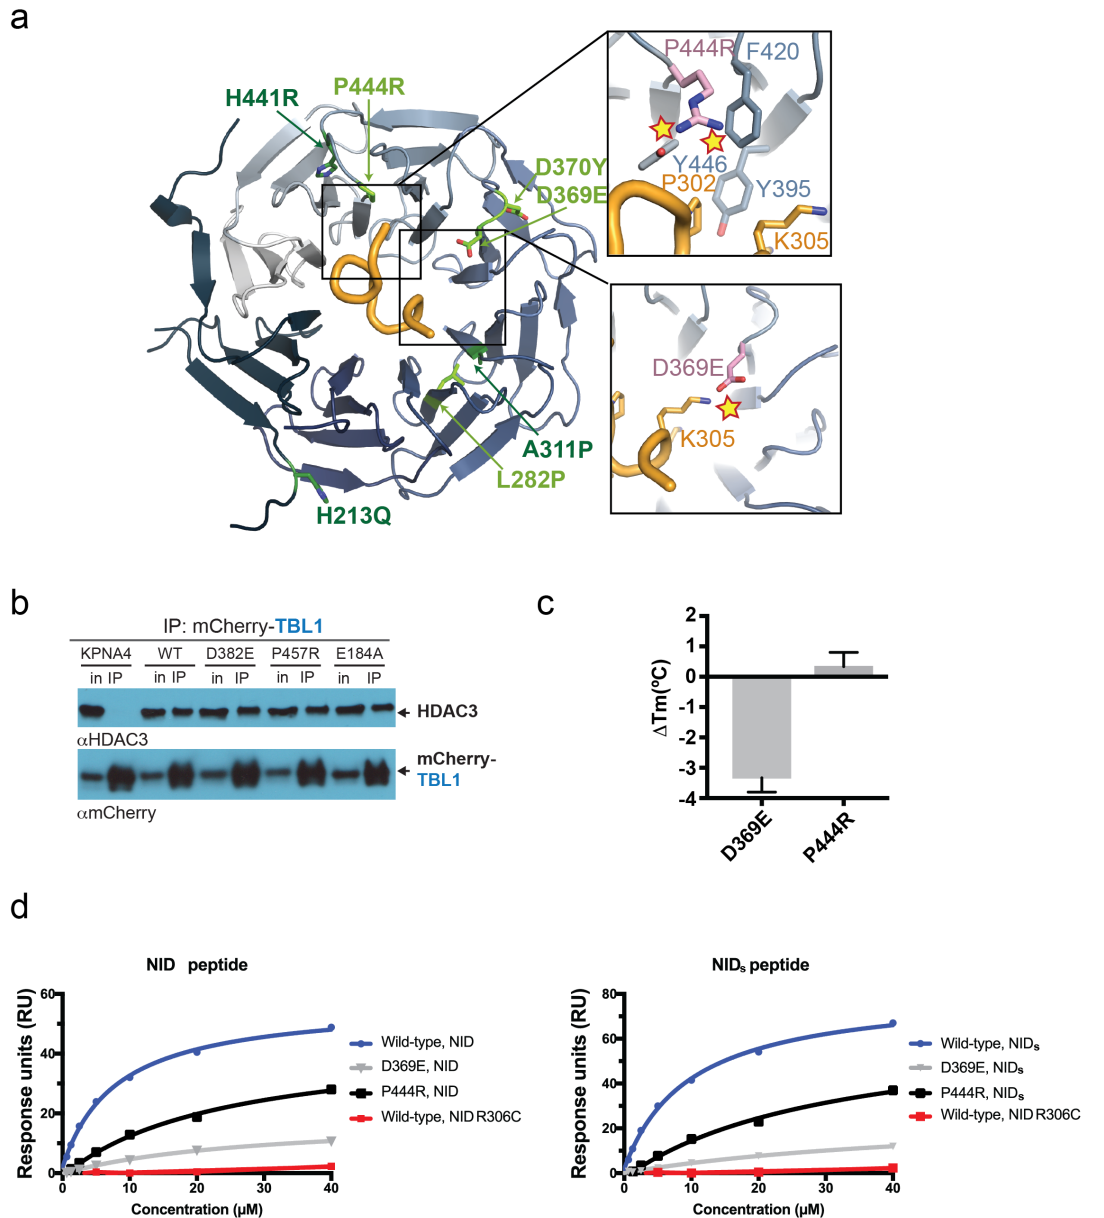 a
H441R
P444R
D370Y
D369E
A311P
L282P
H213Q
P444R
F420
Y446
P302
Y395
K305
D369E
K305
b
IP: mCherry-TBL1
KPNA4 WT D382E P457R E184A
in IP in IP in IP in IP in IP
HDAC3
αHDAC3
mCherry-
TBL1
αmCherry
c
ΔTm(ºC)
2
1
0
-1
-2
-3
-4
D369E
P444R
d
NID peptide
Response units (RU)
60
40
20
0
0 10 20 30 40
Concentration (µM)
Wild-type, NID
D369E, NID
P444R, NID
Wild-type, NID R306C
NIDs peptide
Response units (RU)
80
60
40
20
0
0 10 20 30 40
Concentration (µM)
Wild-type, NIDs
D369E, NIDs
P444R, NIDs
Wild-type, NID R306C